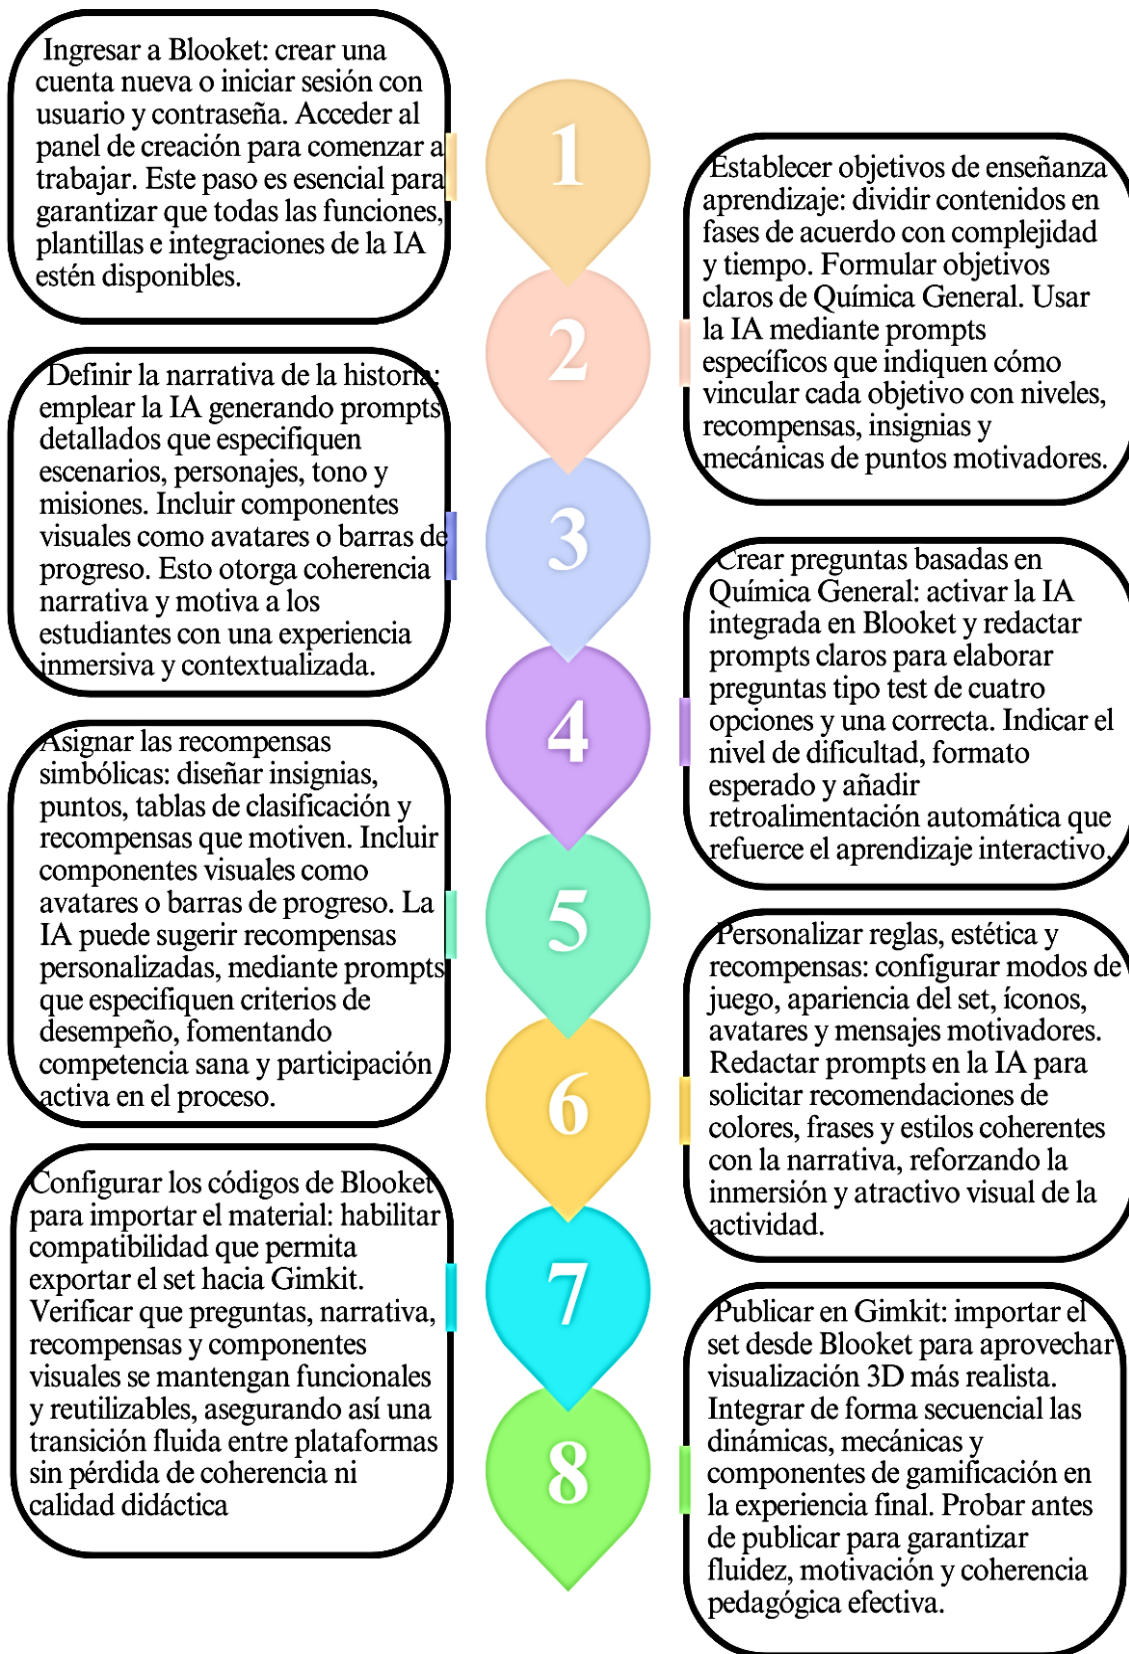 Ingresar a Blooket: crear una
cuenta nueva o iniciar sesión con
usuario y contraseña. Acceder al
panel de creación para comenzar a
trabajar. Este paso es esencial para
garantizar que todas las funciones,
plantillas e integraciones de la IA
estén disponibles.
1
Establecer objetivos de enseñanza
aprendizaje: dividir contenidos en
fases de acuerdo con complejidad
y tiempo. Formular objetivos
claros de Química General. Usar
la IA mediante prompts
específicos que indiquen cómo
vincular cada objetivo con niveles,
recompensas, insignias y
mecánicas de puntos motivadores.
2
Definir la narrativa de la historia:
emplear la IA generando prompts
detallados que especifiquen
escenarios, personajes, tono y
misiones. Incluir componentes
visuales como avatares o barras de
progreso. Esto otorga coherencia
narrativa y motiva a los
estudiantes con una experiencia
inmersiva y contextualizada.
3
Crear preguntas basadas en
Química General: activar la IA
integrada en Blooket y redactar
prompts claros para elaborar
preguntas tipo test de cuatro
opciones y una correcta. Indicar el
nivel de dificultad, formato
esperado y añadir
retroalimentación automática que
refuerce el aprendizaje interactivo.
4
Asignar las recompensas
simbólicas: diseñar insignias,
puntos, tablas de clasificación y
recompensas que motiven. Incluir
componentes visuales como
avatares o barras de progreso. La
IA puede sugerir recompensas
personalizadas, mediante prompts
que especifiquen criterios de
desempeño, fomentando
competencia sana y participación
activa en el proceso.
5
Personalizar reglas, estética y
recompensas: configurar modos de
juego, apariencia del set, íconos,
avatares y mensajes motivadores.
Redactar prompts en la IA para
solicitar recomendaciones de
colores, frases y estilos coherentes
con la narrativa, reforzando la
inmersión y atractivo visual de la
actividad.
6
Configurar los códigos de Blooket
para importar el material: habilitar
compatibilidad que permita
exportar el set hacia Gimkit.
Verificar que preguntas, narrativa,
recompensas y componentes
visuales se mantengan funcionales
y reutilizables, asegurando así una
transición fluida entre plataformas
sin pérdida de coherencia ni
calidad didáctica
7
Publicar en Gimkit: importar el
set desde Blooket para aprovechar
visualización 3D más realista.
Integrar de forma secuencial las
dinámicas, mecánicas y
componentes de gamificación en
la experiencia final. Probar antes
de publicar para garantizar
fluidez, motivación y coherencia
pedagógica efectiva.
8